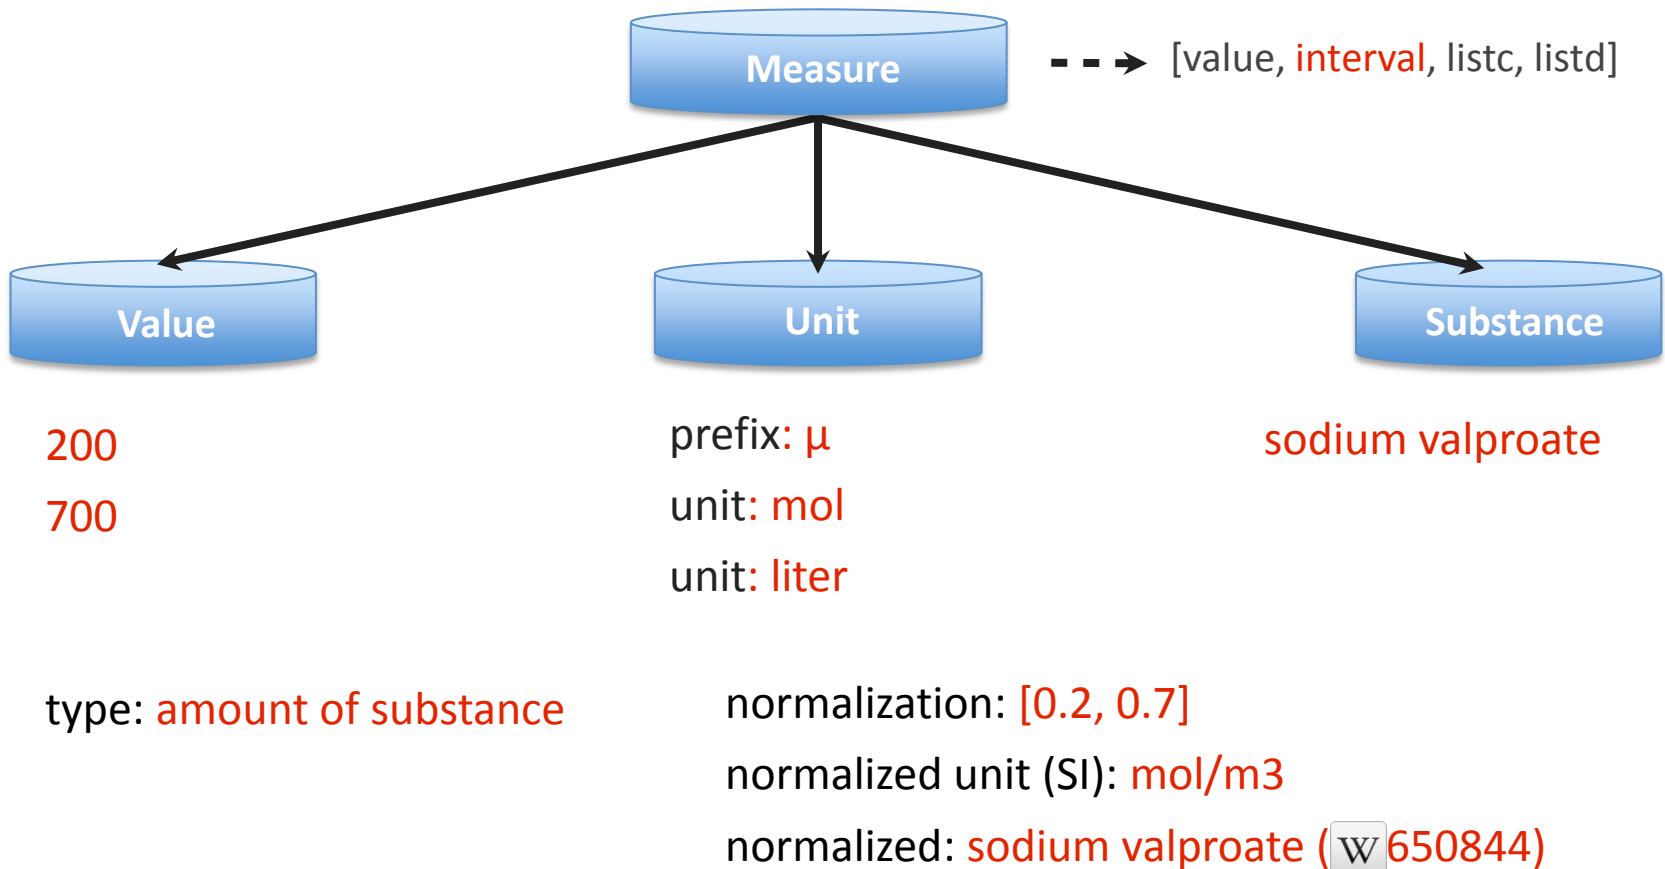 Measure
[value, interval, listc, listd]
Value
Unit
Substance
200
700
prefix: μ
unit: mol
unit: liter
sodium valproate
type: amount of substance
normalization: [0.2, 0.7]
normalized unit (SI): mol/m3
normalized: sodium valproate (W650844)